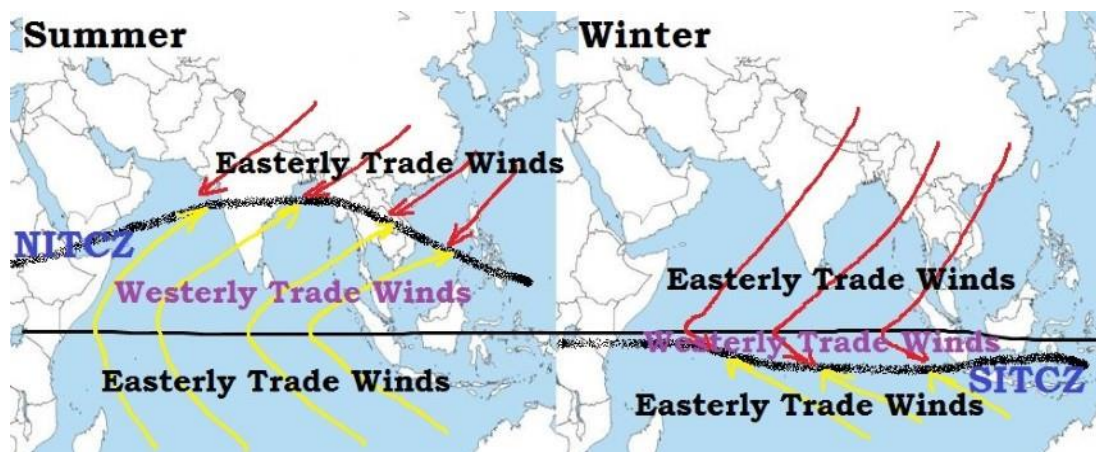 Summer
Easterly Trade Winds
NITCZ
Westerly Trade Winds
Easterly Trade Winds
Winter
Easterly Trade Winds
Westerly Trade Winds
SITCZ
Easterly Trade Winds